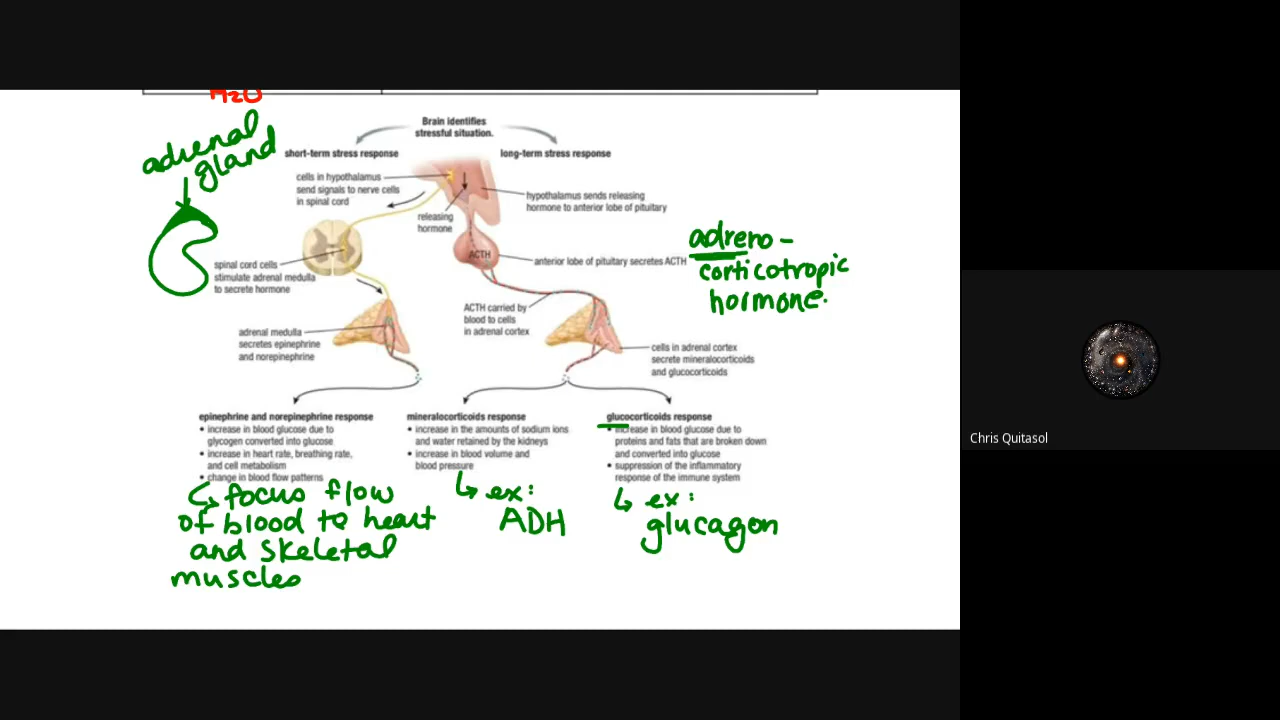 H2O
adrenal
gland
Brain identifies
stressful situation.
short-term stress response
long-term stress response
cells in hypothalamus
send signals to nerve cells
in spinal cord
hypothalamus sends releasing
hormone to anterior lobe of pituitary
releasing
hormone
ACTH
anterior lobe of pituitary secretes ACTH
adreno-
corticotropic
hormone.
spinal cord cells
stimulate adrenal medulla
to secrete hormone
ACTH carried by
blood to cells
in adrenal cortex
adrenal medulla
secretes epinephrine
and norepinephrine
cells in adrenal cortex
secrete mineralocorticoids
and glucocorticoids
epinephrine and norepinephrine response
• increase in blood glucose due to
glycogen converted into glucose
• increase in heart rate, breathing rate,
and cell metabolism
• change in blood flow patterns
↳ focus flow
of blood to heart
and skeletal
muscles
mineralocorticoids response
• increase in the amounts of sodium ions
and water retained by the kidneys
• increase in blood volume and
blood pressure
↳ ex:
ADH
glucocorticoids response
• increase in blood glucose due to
proteins and fats that are broken down
and converted into glucose
• suppression of the inflammatory
response of the immune system
↳ ex:
glucagon
Chris Quitasol